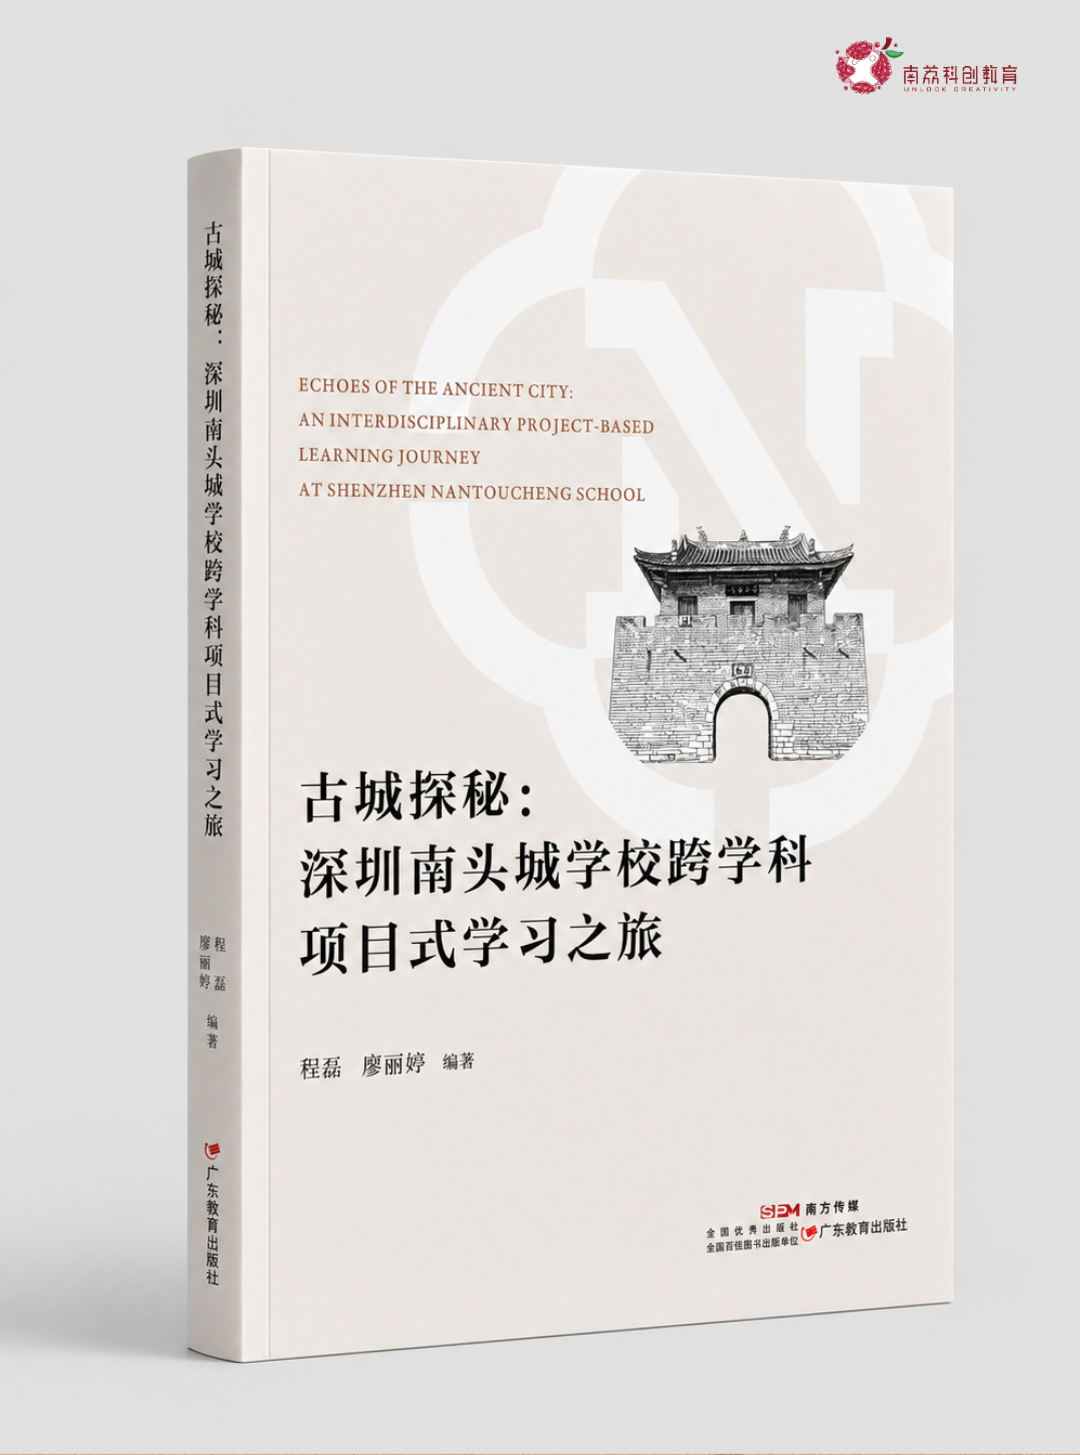 南荔科创教育
UNLOCK CREATIVITY
古城探秘：深圳南头城学校跨学科项目式学习之旅
程磊
廖丽婷
编著
广东教育出版社
ECHOES OF THE ANCIENT CITY:
AN INTERDISCIPLINARY PROJECT-BASED
LEARNING JOURNEY
AT SHENZHEN NANTOUCHENG SCHOOL
古城探秘：
深圳南头城学校跨学科
项目式学习之旅
程磊 廖丽婷 编著
SPM 南方传媒
全国优秀出版社
全国百佳图书出版单位
广东教育出版社